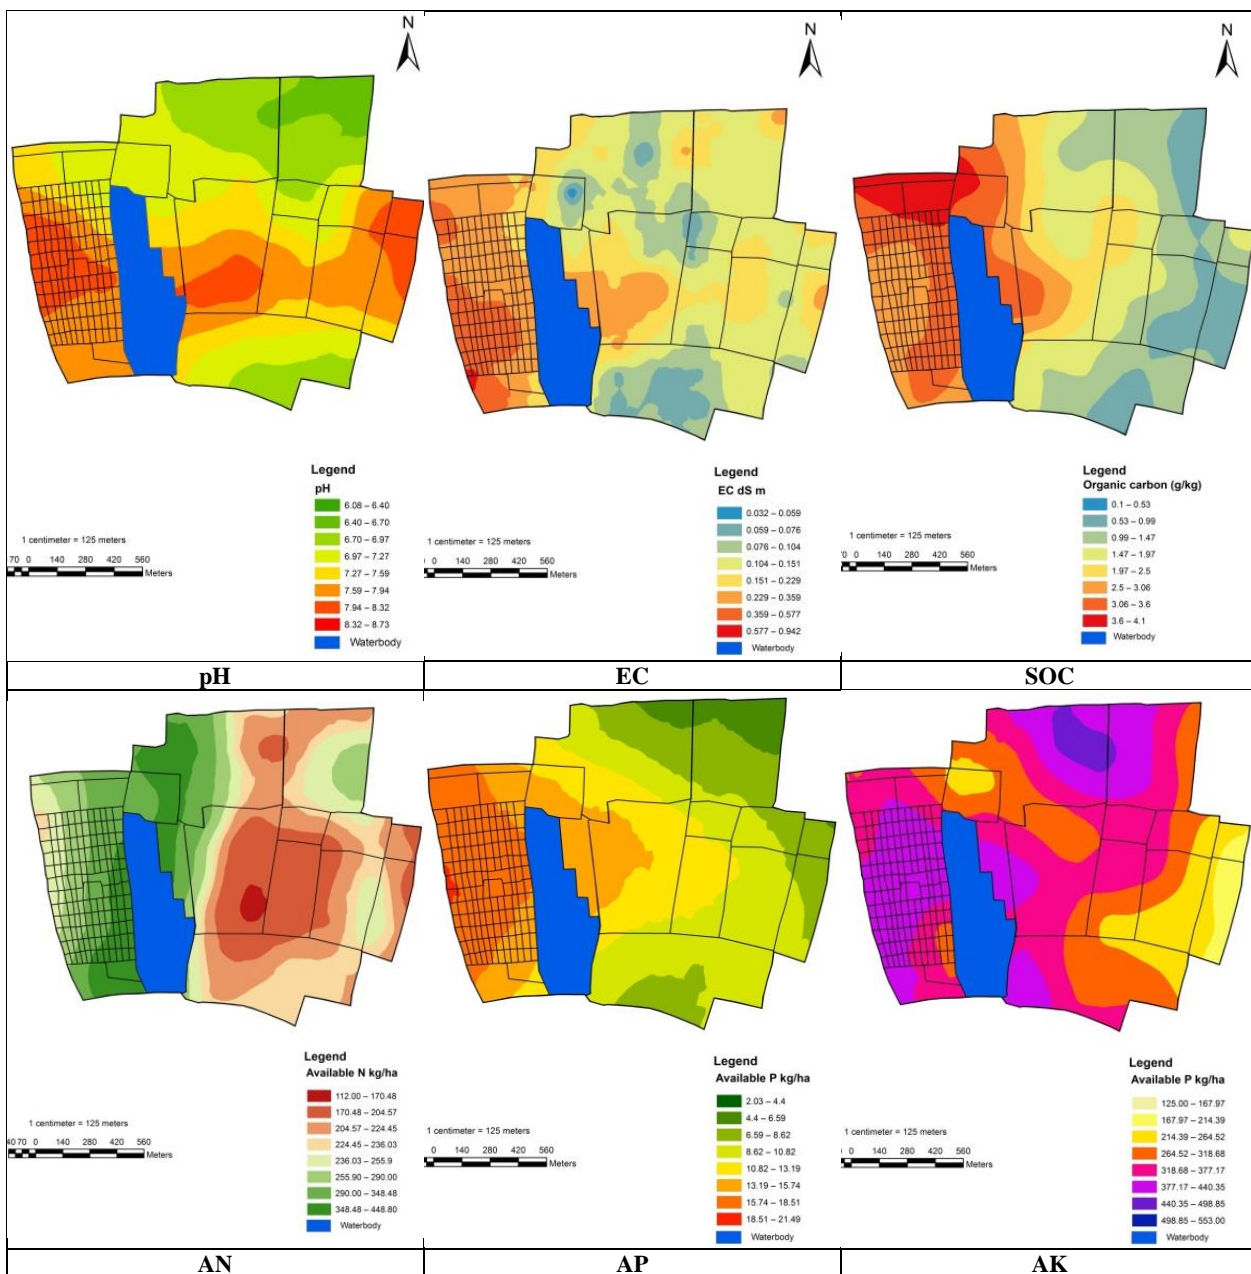 N
N
N
Legend
pH
6.08 – 6.40
6.40 – 6.70
6.70 – 6.97
6.97 – 7.27
7.27 – 7.59
7.59 – 7.94
7.94 – 8.32
8.32 – 8.73
Waterbody
1 centimeter = 125 meters
70 0 140 280 420 560
Meters
Legend
EC dS m
0.032 – 0.059
0.059 – 0.076
0.076 – 0.104
0.104 – 0.151
0.151 – 0.229
0.229 – 0.359
0.359 – 0.577
0.577 – 0.942
Waterbody
1 centimeter = 125 meters
0 140 280 420 560
Meters
Legend
Organic carbon (g/kg)
0.1 – 0.53
0.53 – 0.99
0.99 – 1.47
1.47 – 1.97
1.97 – 2.5
2.5 – 3.06
3.06 – 3.6
3.6 – 4.1
Waterbody
1 centimeter = 125 meters
0 0 140 280 420 560
Meters
pH
EC
SOC
Legend
Available N kg/ha
112.00 – 170.48
170.48 – 204.57
204.57 – 224.45
224.45 – 236.03
236.03 – 255.9
255.90 – 290.00
290.00 – 348.48
348.48 – 448.80
Waterbody
1 centimeter = 125 meters
40 70 0 140 280 420 560
Meters
Legend
Available P kg/ha
2.03 – 4.4
4.4 – 6.59
6.59 – 8.62
8.62 – 10.82
10.82 – 13.19
13.19 – 15.74
15.74 – 18.51
18.51 – 21.49
Waterbody
1 centimeter = 125 meters
0 140 280 420 560
Meters
Legend
Available P kg/ha
125.00 – 167.97
167.97 – 214.39
214.39 – 264.52
264.52 – 318.68
318.68 – 377.17
377.17 – 440.35
440.35 – 498.85
498.85 – 553.00
Waterbody
1 centimeter = 125 meters
0 140 280 420 560
Meters
AN
AP
AK